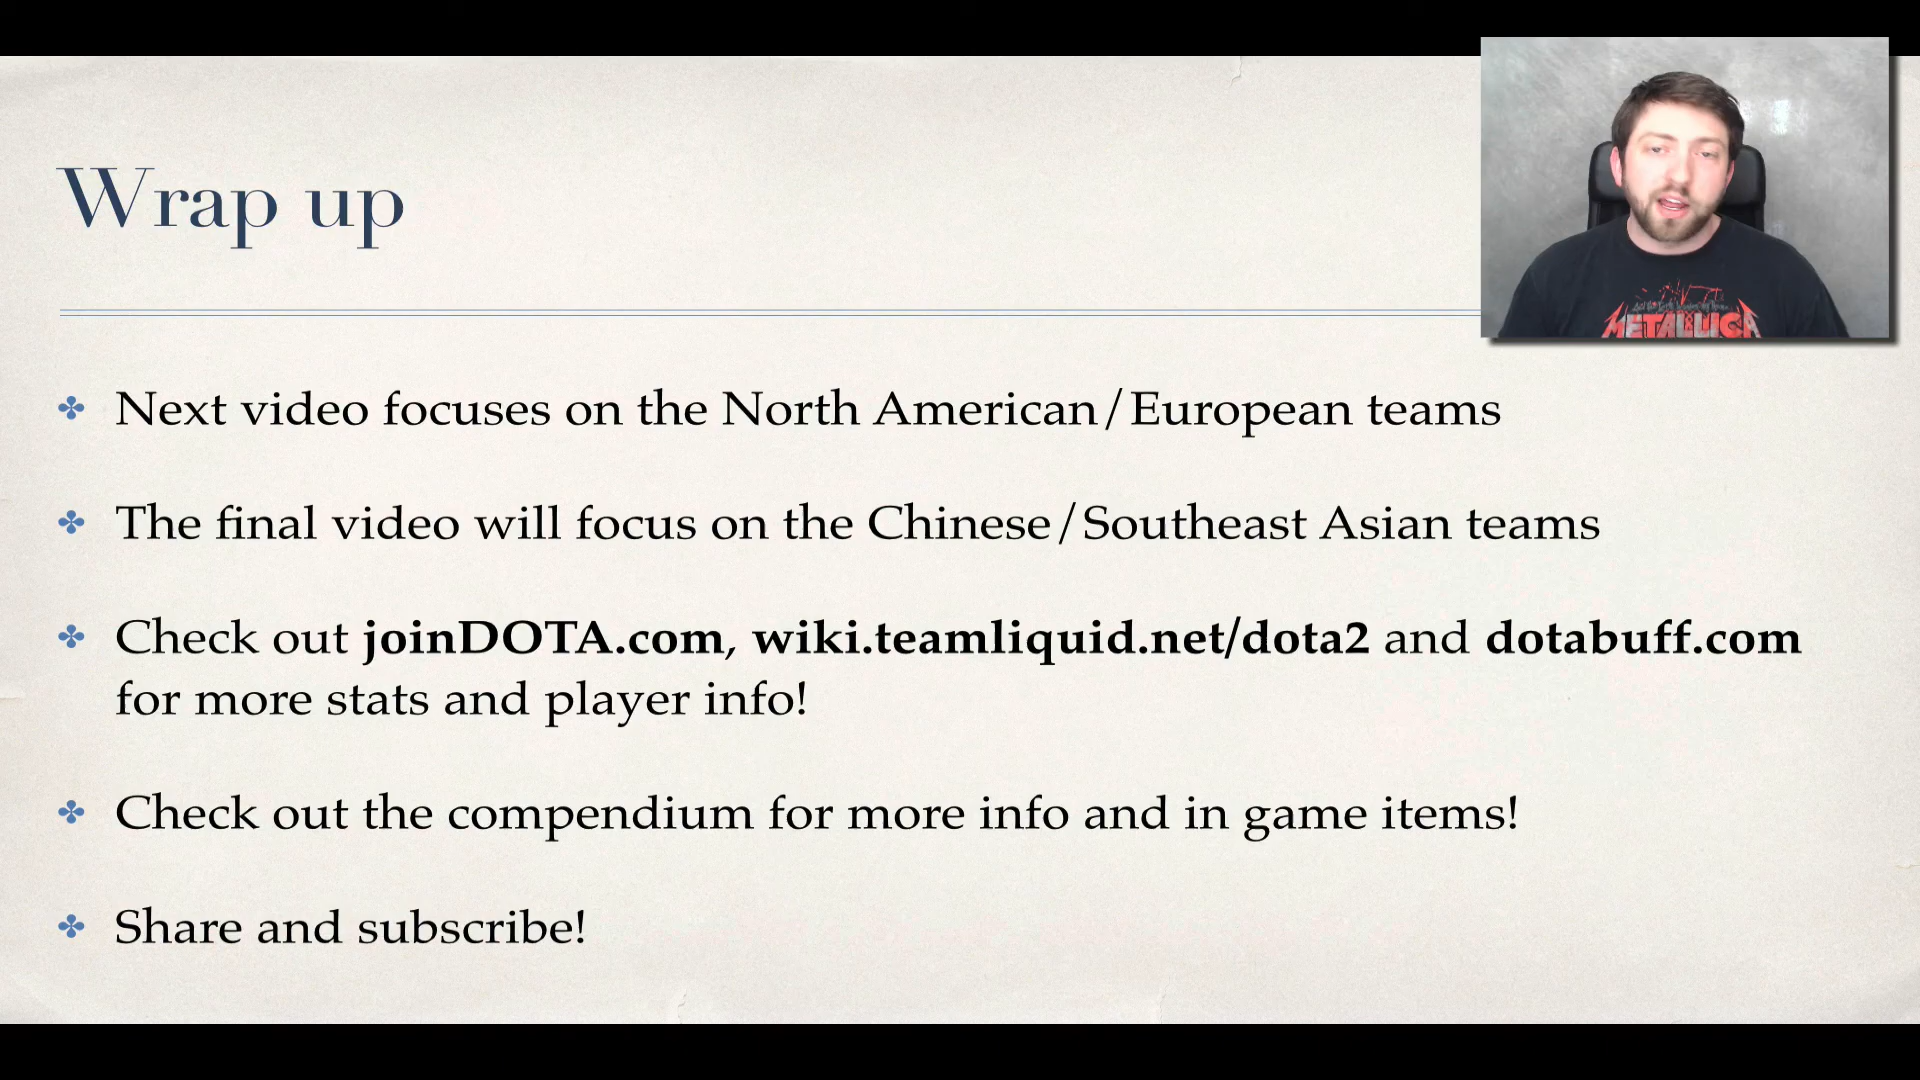 Wrap up
METALLICA
Next video focuses on the North American/European teams
The final video will focus on the Chinese/Southeast Asian teams
Check out joinDOTA.com, wiki.teamliquid.net/dota2 and dotabuff.com
for more stats and player info!
Check out the compendium for more info and in game items!
Share and subscribe!